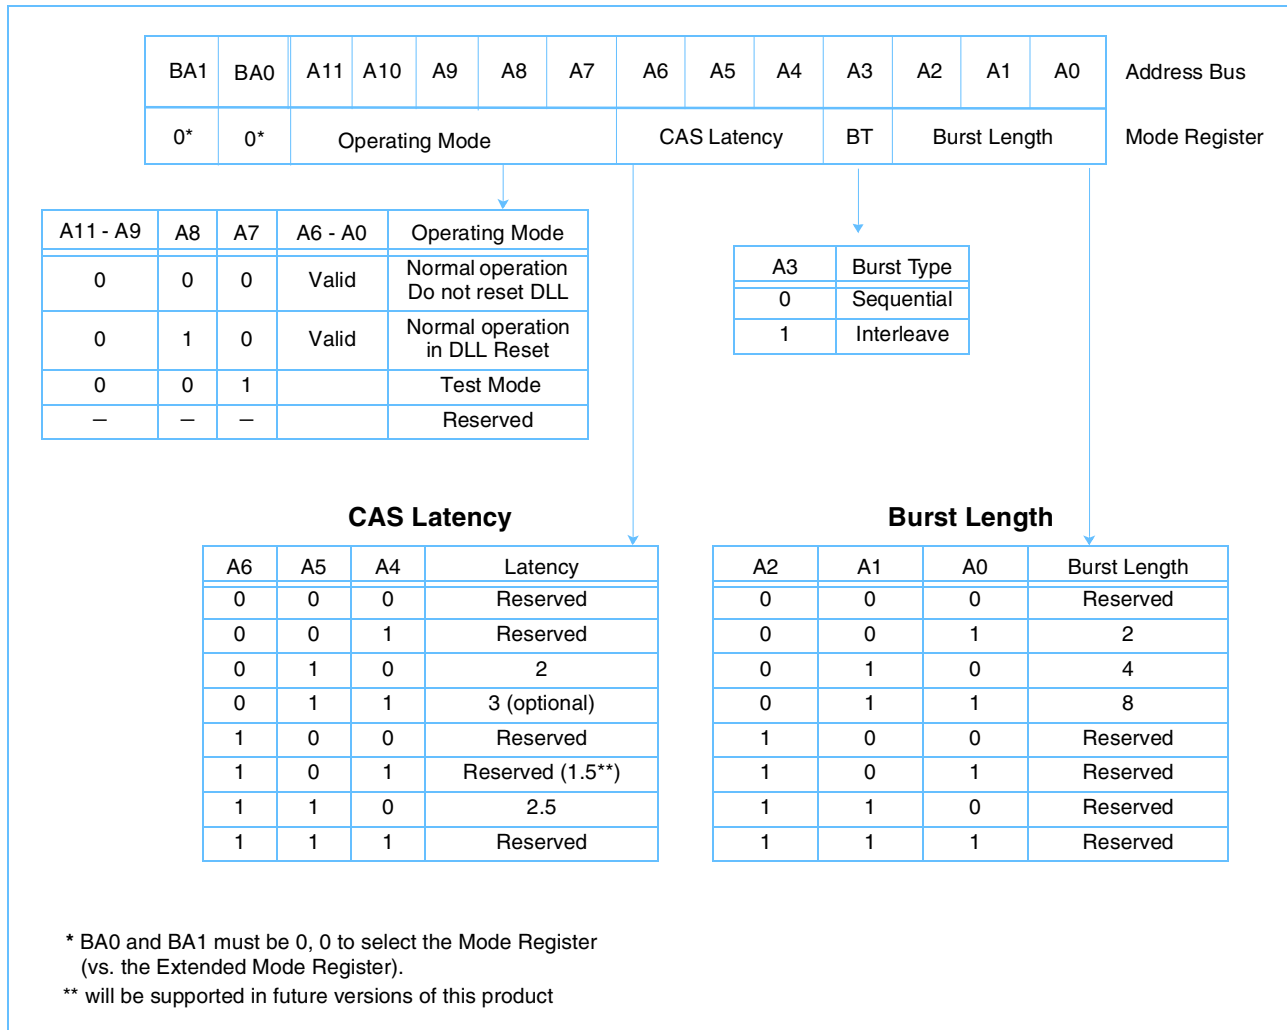 BA1 BA0 A11 A10 A9 A8 A7 A6 A5 A4 A3 A2 A1 A0 Address Bus
0* 0* Operating Mode CAS Latency BT Burst Length Mode Register
A11 - A9 A8 A7 A6 - A0 Operating Mode
0 0 0 Valid Normal operation
Do not reset DLL
0 1 0 Valid Normal operation
in DLL Reset
0 0 1 Test Mode
— — — Reserved
A3 Burst Type
0 Sequential
1 Interleave
CAS Latency
A6 A5 A4 Latency
0 0 0 Reserved
0 0 1 Reserved
0 1 0 2
0 1 1 3 (optional)
1 0 0 Reserved
1 0 1 Reserved (1.5**)
1 1 0 2.5
1 1 1 Reserved
Burst Length
A2 A1 A0 Burst Length
0 0 0 Reserved
0 0 1 2
0 1 0 4
0 1 1 8
1 0 0 Reserved
1 0 1 Reserved
1 1 0 Reserved
1 1 1 Reserved
* BA0 and BA1 must be 0, 0 to select the Mode Register
(vs. the Extended Mode Register).
** will be supported in future versions of this product